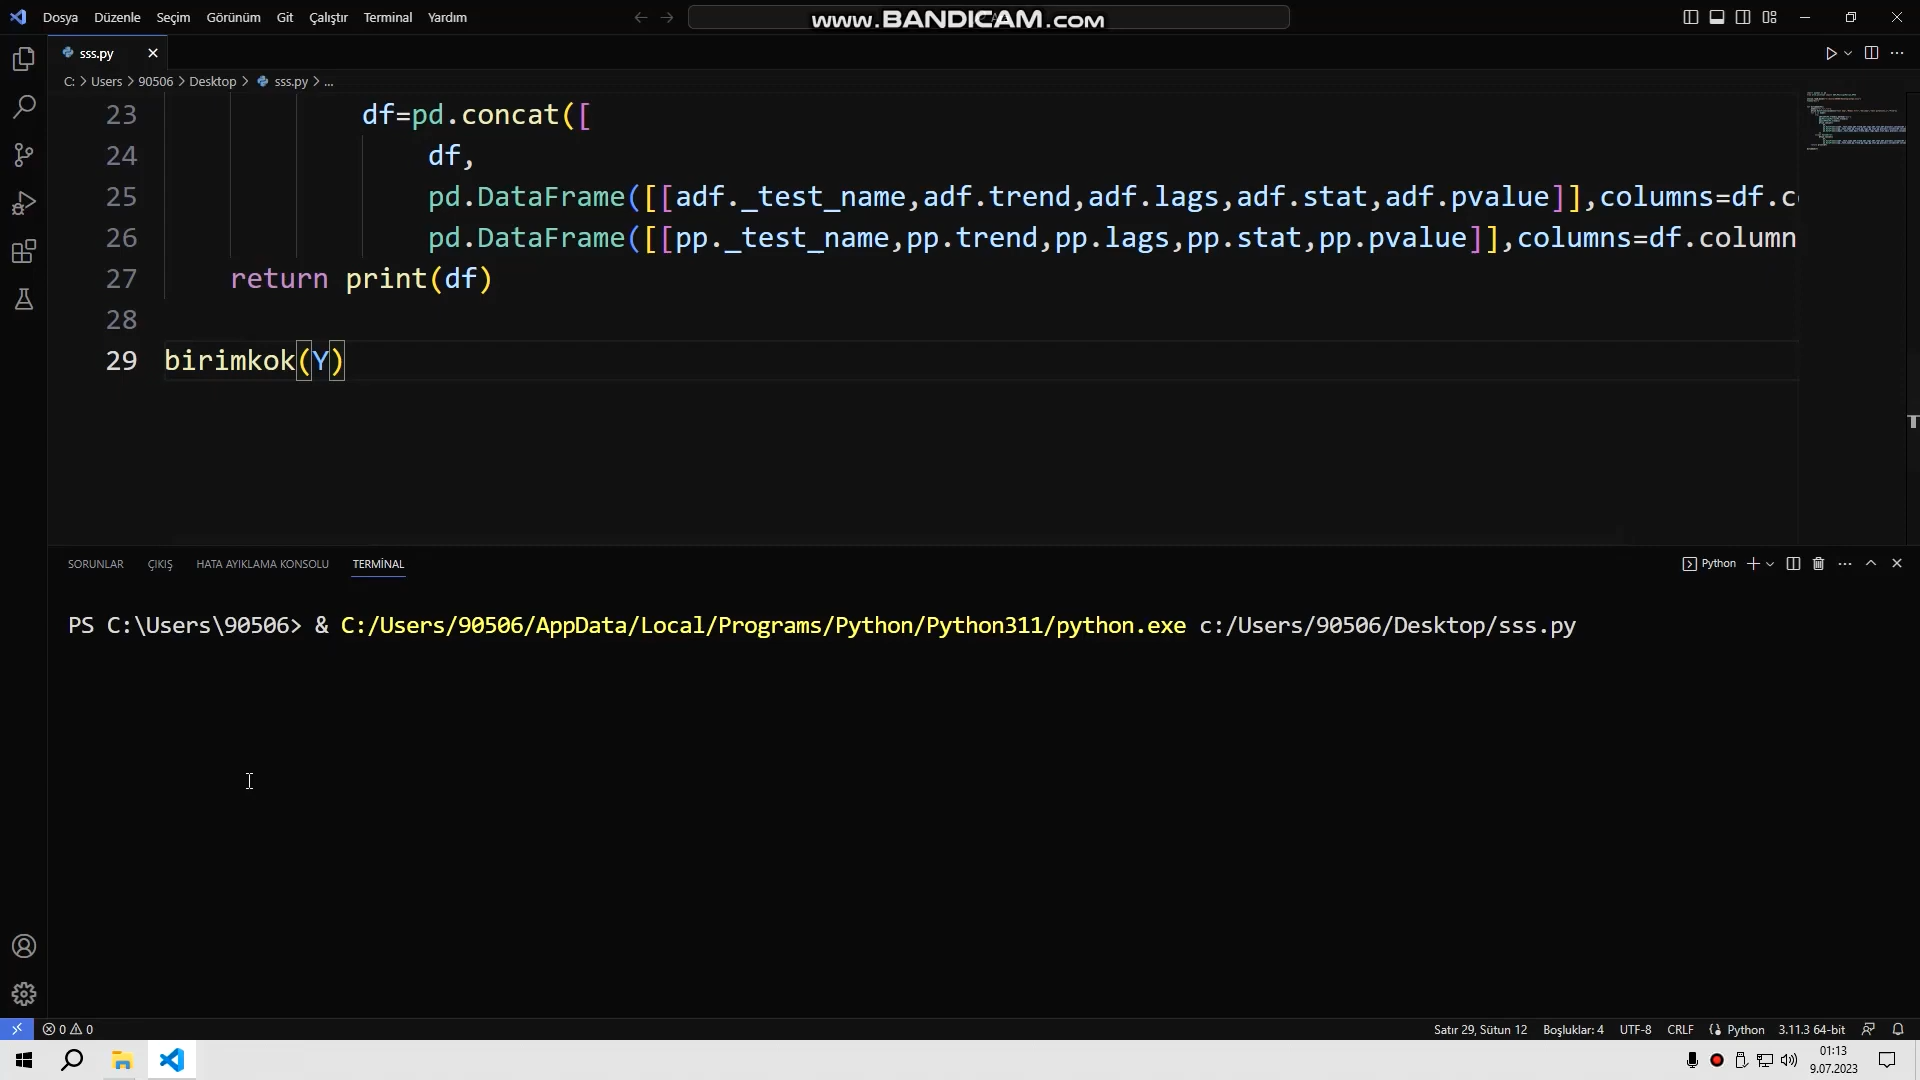 Dosya Düzenle Seçim Görünüm Git Çalıştır Terminal Yardım
www.BANDICAM.com
sss.py
C: > Users > 90506 > Desktop > sss.py > ...
23 df=pd.concat([
24 df,
25 pd.DataFrame([[adf._test_name,adf.trend,adf.lags,adf.stat,adf.pvalue]],columns=df.c
26 pd.DataFrame([[pp._test_name,pp.trend,pp.lags,pp.stat,pp.pvalue]],columns=df.column
27 return print(df)
28
29 birimkok(Y)
SORUNLAR ÇIKIŞ HATA AYIKLAMA KONSOLU TERMİNAL
Python
PS C:\Users\90506> & C:/Users/90506/AppData/Local/Programs/Python/Python311/python.exe c:/Users/90506/Desktop/sss.py
0 0
Satır 29, Sütun 12 Boşluklar: 4 UTF-8 CRLF Python 3.11.3 64-bit
01:13
9.07.2023